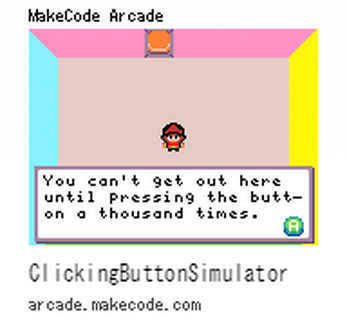 MakeCode Arcade
You can't get out here
until pressing the butt-
on a thousand times.
A
ClickingButtonSimulator
arcade.makecode.com